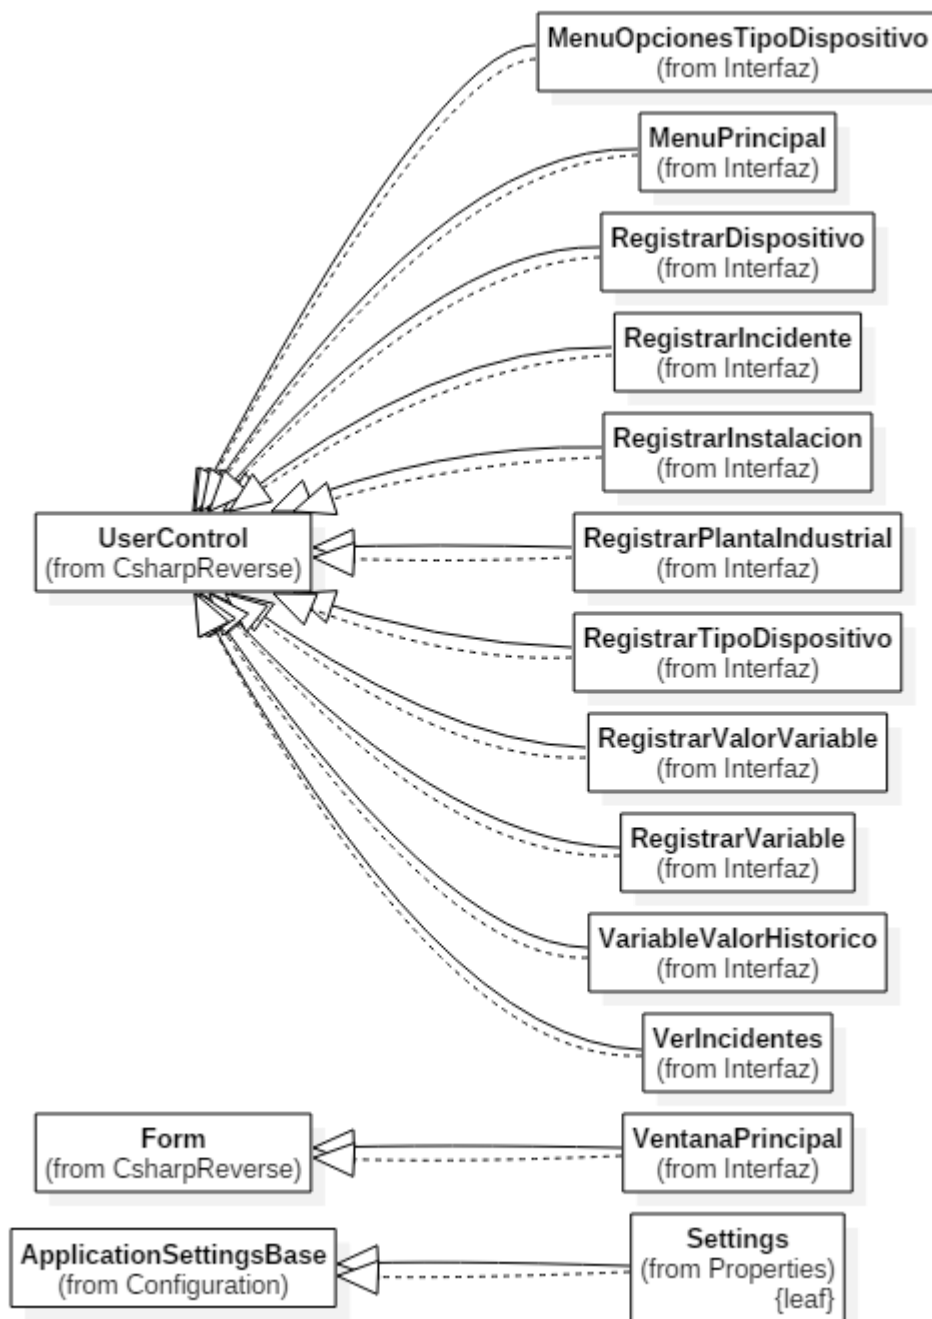 MenuOpcionesTipoDispositivo
(from Interfaz)
MenuPrincipal
(from Interfaz)
RegistrarDispositivo
(from Interfaz)
RegistrarIncidente
(from Interfaz)
RegistrarInstalacion
(from Interfaz)
UserControl
(from CsharpReverse)
RegistrarPlantaIndustrial
(from Interfaz)
RegistrarTipoDispositivo
(from Interfaz)
RegistrarValorVariable
(from Interfaz)
RegistrarVariable
(from Interfaz)
VariableValorHistorico
(from Interfaz)
VerIncidentes
(from Interfaz)
Form
(from CsharpReverse)
VentanaPrincipal
(from Interfaz)
ApplicationSettingsBase
(from Configuration)
Settings
(from Properties)
{leaf}